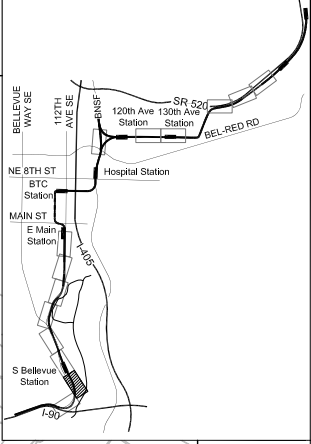 BELLEVUE
WAY SE
112TH
AVE SE
BNSF
120th Ave
Station
130th Ave
Station
SR 520
BEL-RED RD
NE 8TH ST
Hospital Station
BTC
Station
MAIN ST
E Main
Station
I-405
S Bellevue
Station
I-90